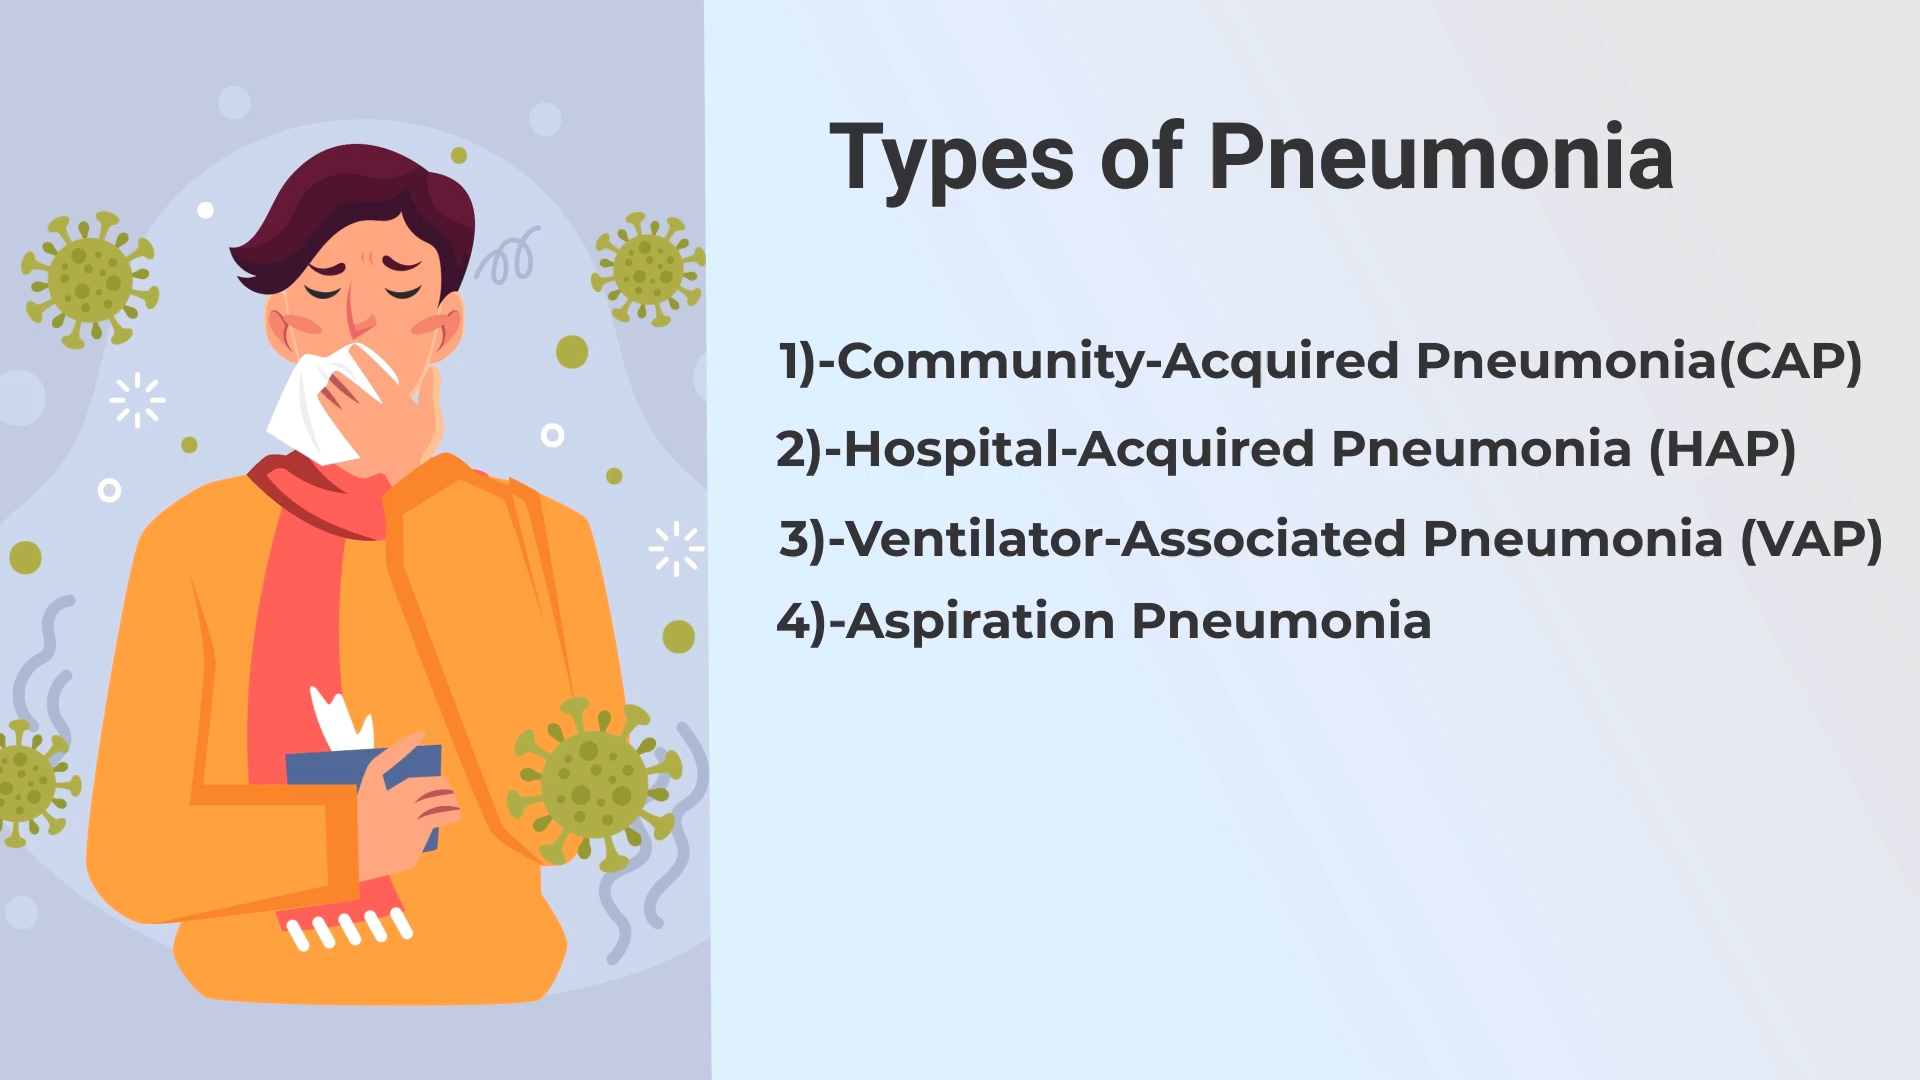 Types of Pneumonia
1)-Community-Acquired Pneumonia(CAP)
2)-Hospital-Acquired Pneumonia (HAP)
3)-Ventilator-Associated Pneumonia (VAP)
4)-Aspiration Pneumonia